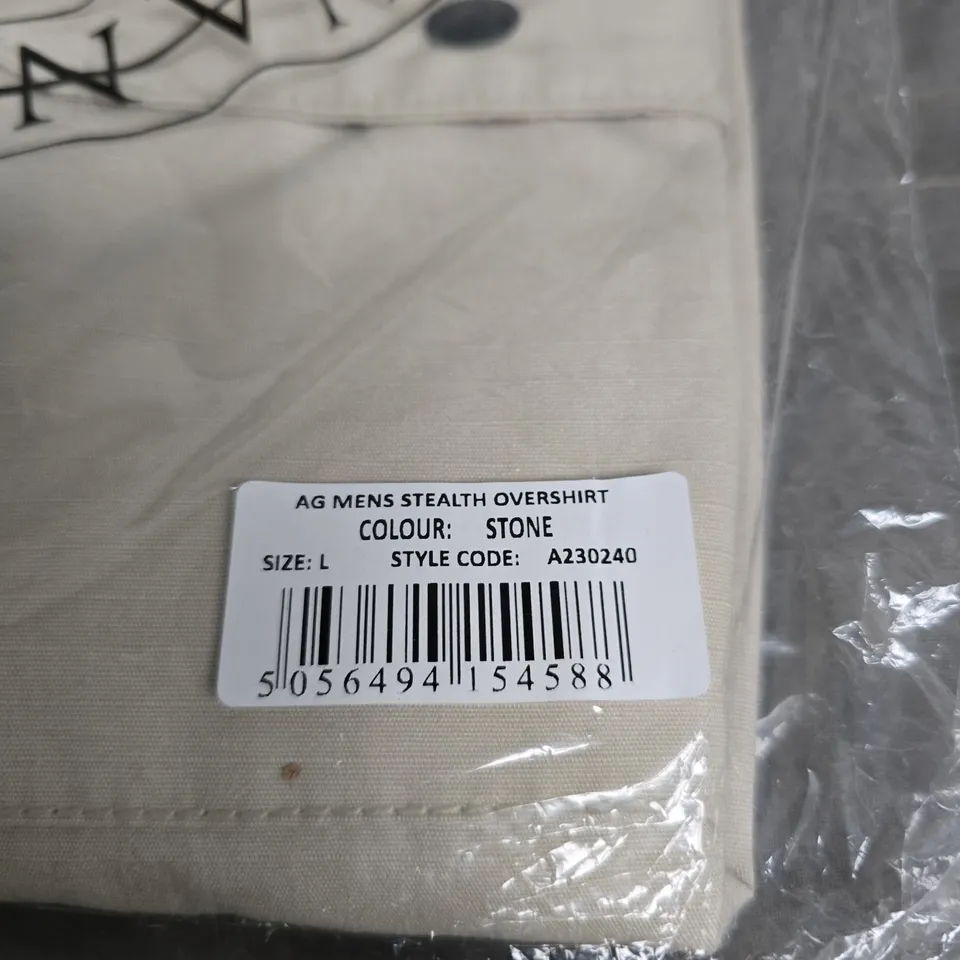 AG MENS STEALTH OVERSHIRT
COLOUR: STONE
SIZE: L STYLE CODE: A230240
5 056494 154588